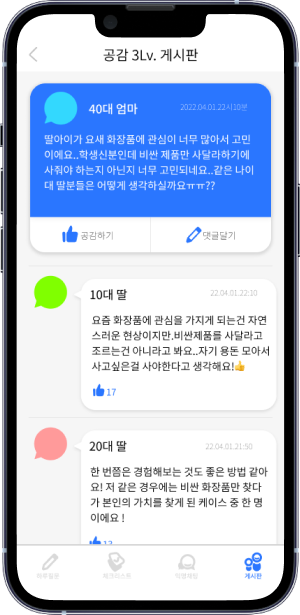 공감 3Lv. 게시판
40대 엄마
2022.04.01.22시10분
딸아이가 요새 화장품에 관심이 너무 많아서 고민
이에요..학생신분인데 비싼 제품만 사달라하기에
사줘야 하는지 아닌지 너무 고민되네요..같은 나이
대 딸분들은 어떻게 생각하실까요ㅠㅠ??
공감하기
댓글달기
10대 딸
22.04.01.22:10
요즘 화장품에 관심을 가지게 되는건 자연
스러운 현상이지만,비싼제품를 사달라고
조르는건 아니라고 봐요..자기 용돈 모아서
사고싶은걸 사야한다고 생각해요!👍
17
20대 딸
22.04.01.21:50
한 번쯤은 경험해보는 것도 좋은 방법 같아
요! 저 같은 경우에는 비싼 화장품만 찾다
가 본인의 가치를 찾게 된 케이스 중 한 명
이에요 !
13
체크리스트
익명채팅
게시판